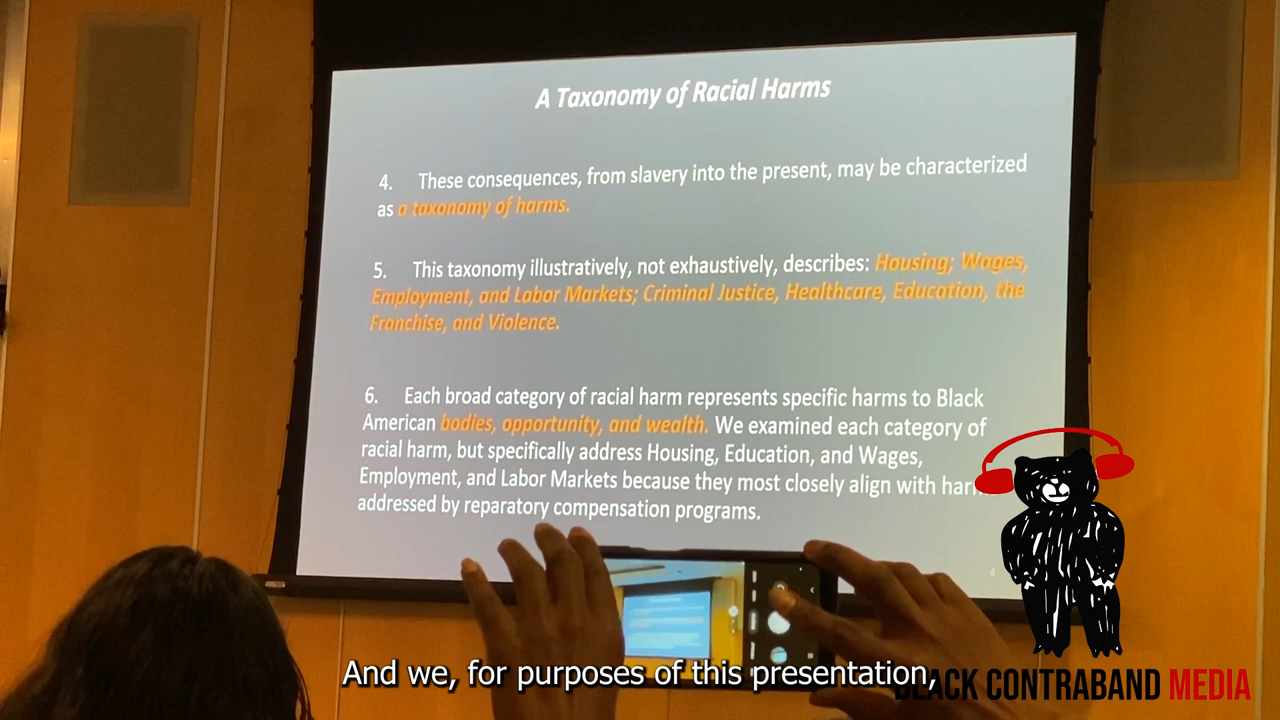 A Taxonomy of Racial Harms
4. These consequences, from slavery into the present, may be characterized
as a taxonomy of harms.
5. This taxonomy illustratively, not exhaustively, describes: Housing; Wages,
Employment, and Labor Markets; Criminal Justice, Healthcare, Education, the
Franchise, and Violence.
6. Each broad category of racial harm represents specific harms to Black
American bodies, opportunity, and wealth. We examined each category of
racial harm, but specifically address Housing, Education, and Wages,
Employment, and Labor Markets because they most closely align with
addressed by reparatory compensation programs.
4
And we, for purposes of this presentation,
BLACK CONTRABAND MEDIA